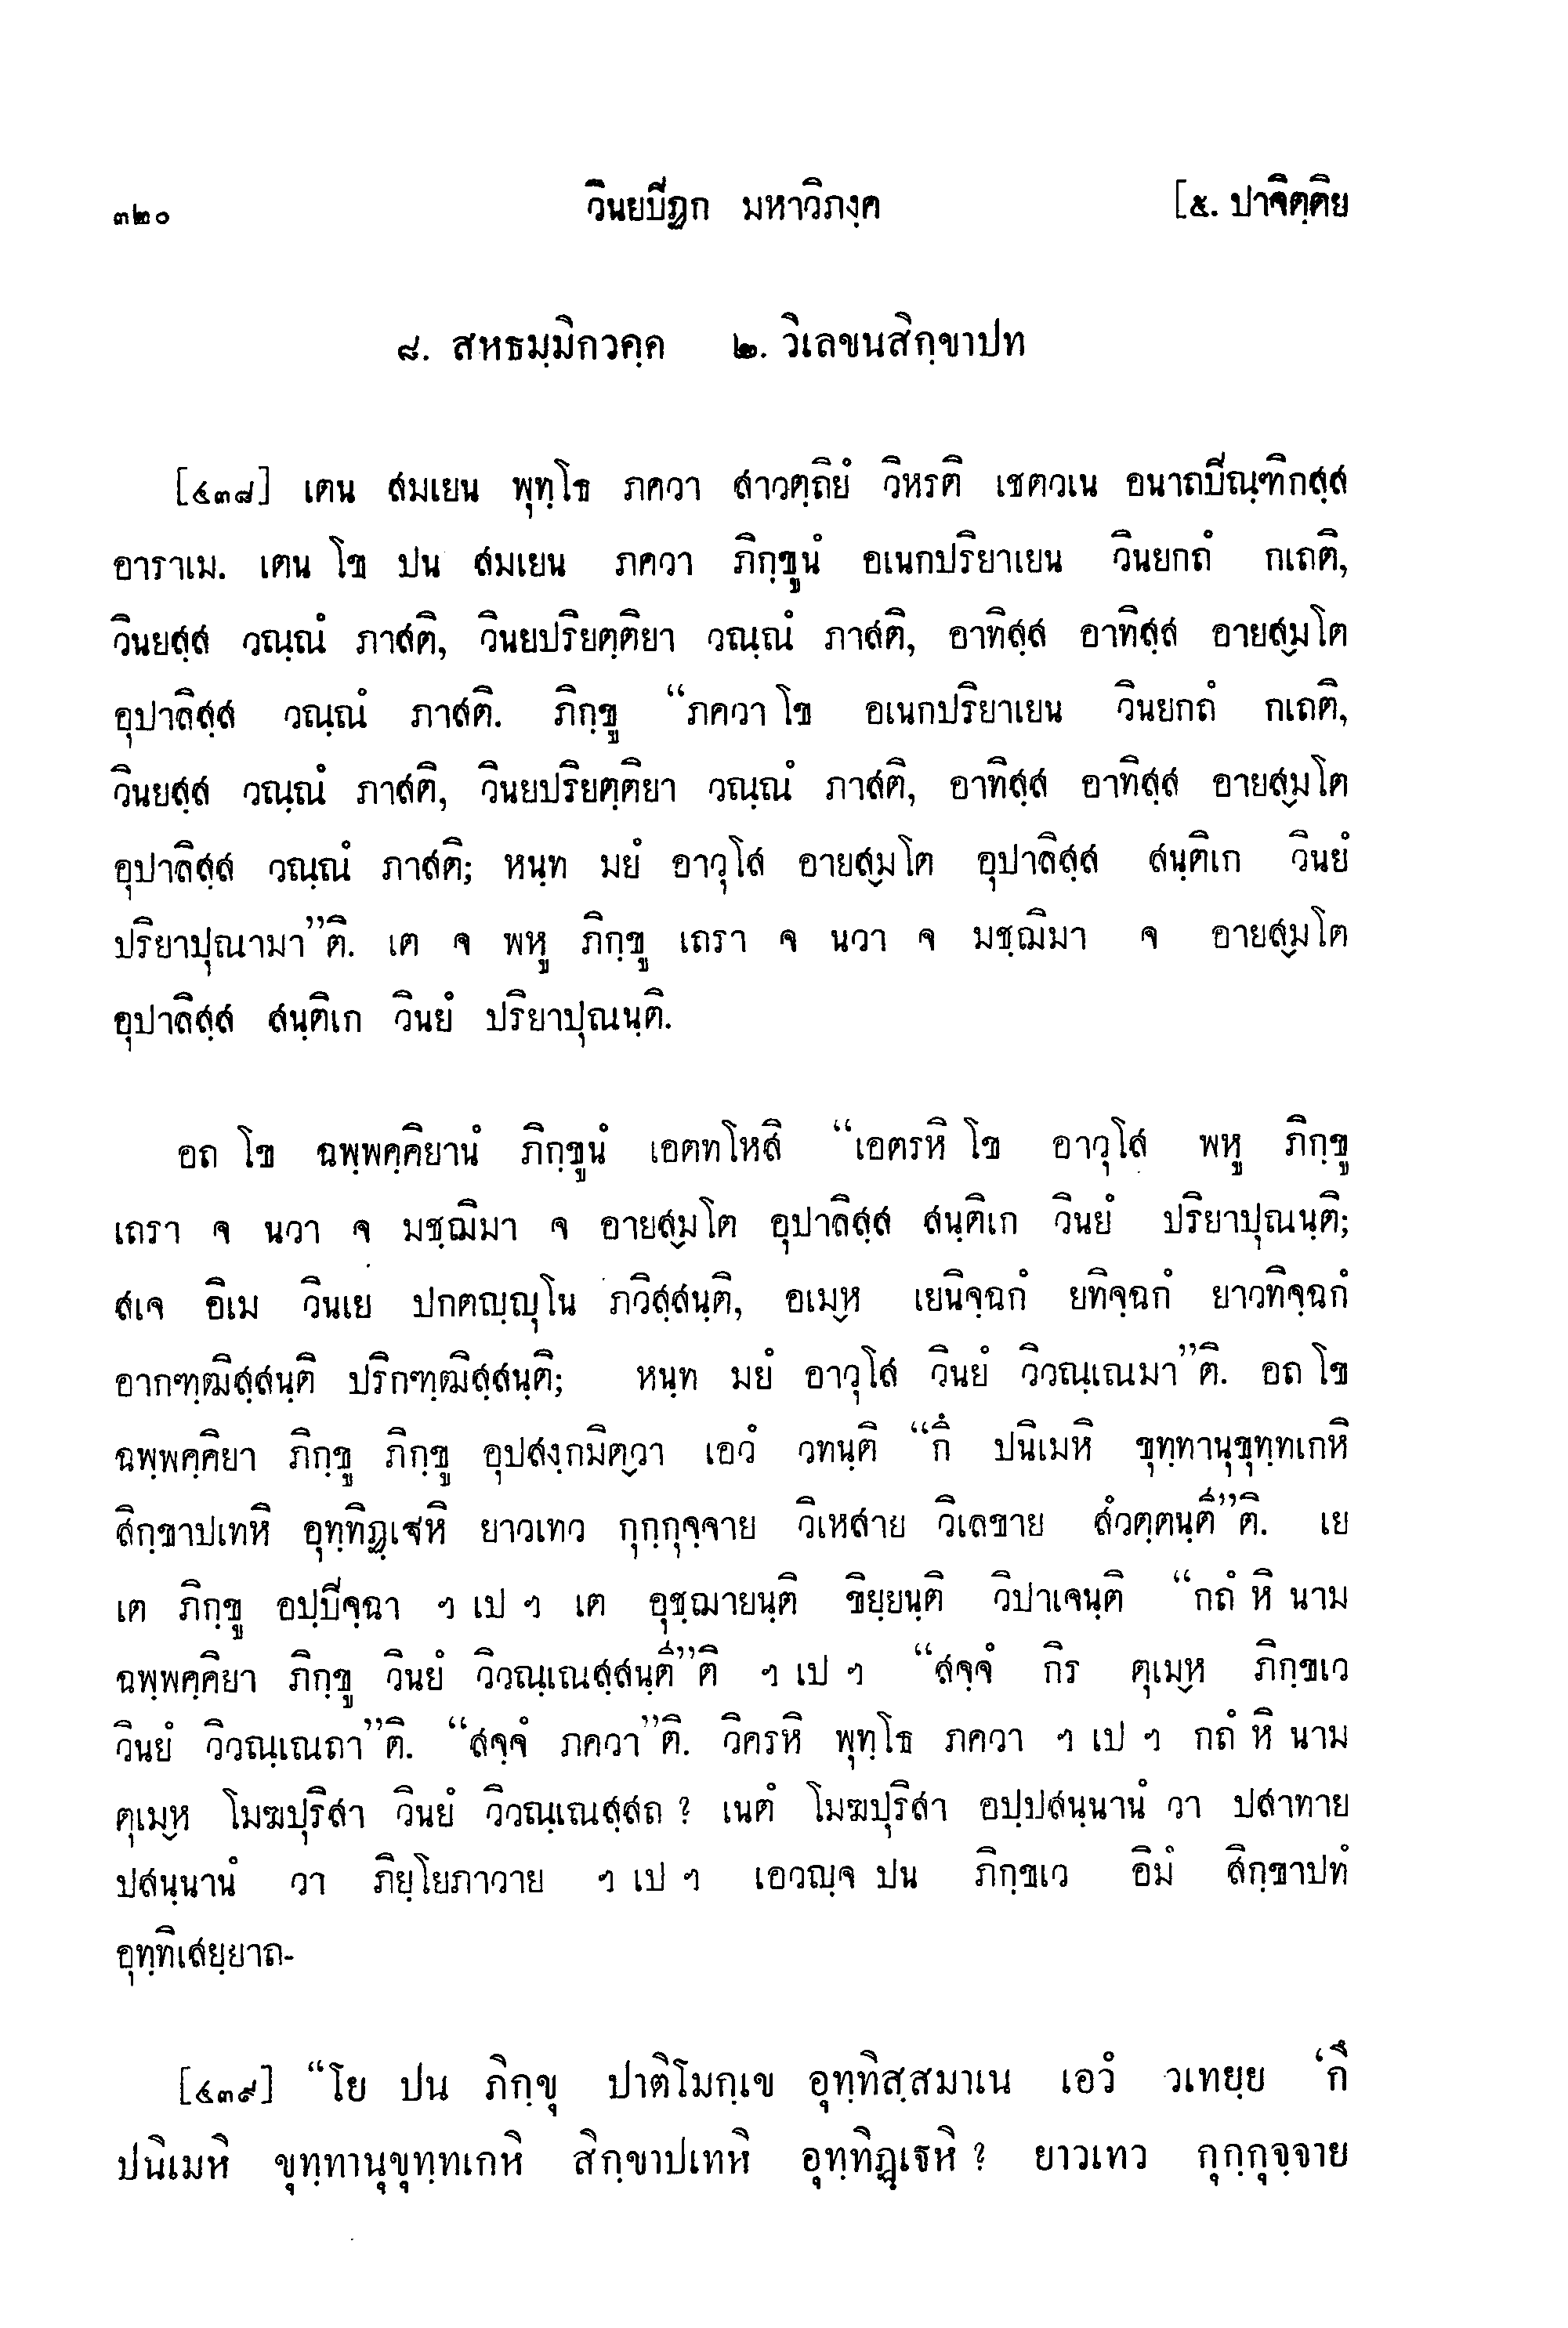 ๓๒๐ วินยปิฏก มหาวิภงฺค [๕. ปาจิตฺติย
๘. สหธมฺมิกวคฺค ๒. วิเลขนสิกฺขาปท
[๔๓๘] เตน สมเยน พุทฺโธ ภควา สาวตฺถิยํ วิหรติ เชตวเน อนาถปิณฺฑิกสฺส
อาราเม. เตน โข ปน สมเยน ภควา ภิกฺขูนํ อเนกปริยาเยน วินยกถํ กเถติ,
วินยสฺส วณฺณํ ภาสติ, วินยปริยตฺติยา วณฺณํ ภาสติ, อาทิสฺส อาทิสฺส อายสฺมโต
อุปาลิสฺส วณฺณํ ภาสติ. ภิกฺขู “ภควา โข อเนกปริยาเยน วินยกถํ กเถติ,
วินยสฺส วณฺณํ ภาสติ, วินยปริยตฺติยา วณฺณํ ภาสติ, อาทิสฺส อาทิสฺส อายสฺมโต
อุปาลิสฺส วณฺณํ ภาสติ; หนฺท มยํ อาวุโส อายสฺมโต อุปาลิสฺส สนฺติเก วินยํ
ปริยาปุณามา”ติ. เต จ พหู ภิกฺขู เถรา จ นวา จ มชฺฌิมา จ อายสฺมโต
อุปาลิสฺส สนฺติเก วินยํ ปริยาปุณนฺติ.
อถ โข ฉพฺพคฺคิยานํ ภิกฺขูนํ เอตทโหสิ “เอตรหิ โข อาวุโส พหู ภิกฺขู
เถรา จ นวา จ มชฺฌิมา จ อายสฺมโต อุปาลิสฺส สนฺติเก วินยํ ปริยาปุณนฺติ;
สเจ อิเม วินเย ปกตญฺญุโน ภวิสฺสนฺติ, อเมฺห เยนิจฺฉกํ ยทิจฺฉกํ ยาวทิจฺฉกํ
อากฑฺฒิสฺสนฺติ ปริกฑฺฒิสฺสนฺติ; หนฺท มยํ อาวุโส วินยํ วิวณฺเณมา”ติ. อถ โข
ฉพฺพคฺคิยา ภิกฺขู ภิกฺขู อุปสงฺกมิตฺวา เอวํ วทนฺติ “กึ ปนิเมหิ ขุทฺทานุขุทฺทเกหิ
สิกฺขาปเทหิ อุทฺทิฏฺเฐหิ ยาวเทว กุกฺกุจฺจาย วิเหสาย วิเลขาย สํวตฺตนฺตี”ติ. เย
เต ภิกฺขู อปฺปิจฺฉา ฯ เป ฯ เต อุชฺฌายนฺติ ขิยฺยนฺติ วิปาเจนฺติ “กถํ หิ นาม
ฉพฺพคฺคิยา ภิกฺขู วินยํ วิวณฺเณสฺสนฺตี”ติ ฯ เป ฯ “สจฺจํ กิร ตุเมฺห ภิกฺขเว
วินยํ วิวณฺเณถา”ติ. “สจฺจํ ภควา”ติ. วิครหิ พุทฺโธ ภควา ฯ เป ฯ กถํ หิ นาม
ตุเมฺห โมฆปุริสา วินยํ วิวณฺเณสฺสถ ? เนตํ โมฆปุริสา อปฺปสนฺนานํ วา ปสาทาย
ปสนฺนานํ วา ภิยฺโยภาวาย ฯ เป ฯ เอวญฺจ ปน ภิกฺขเว อิมํ สิกฺขาปทํ
อุทฺทิเสยฺยาถ-
[๔๓๙] “โย ปน ภิกฺขุ ปาติโมกฺเข อุทฺทิสฺสมาเน เอวํ วเทยฺย ‘กึ
ปนิเมหิ ขุทฺทานุขุทฺทเกหิ สิกฺขาปเทหิ อุทฺทิฏฺเฐหิ ? ยาวเทว กุกฺกุจฺจาย